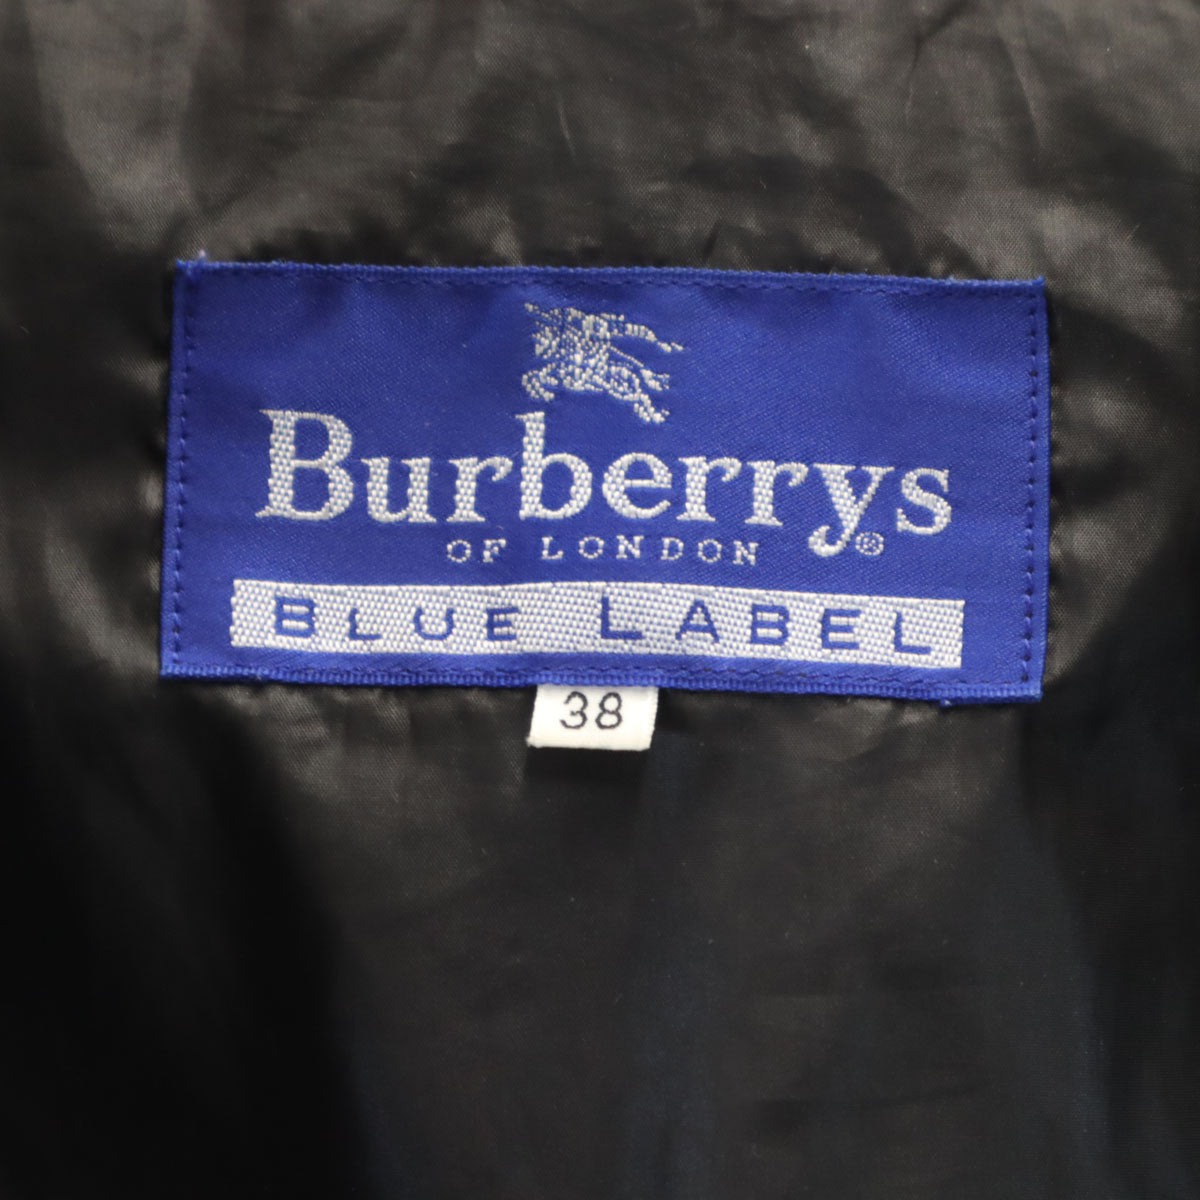 Burberrys®
OF LONDON
BLUE LABEL
38